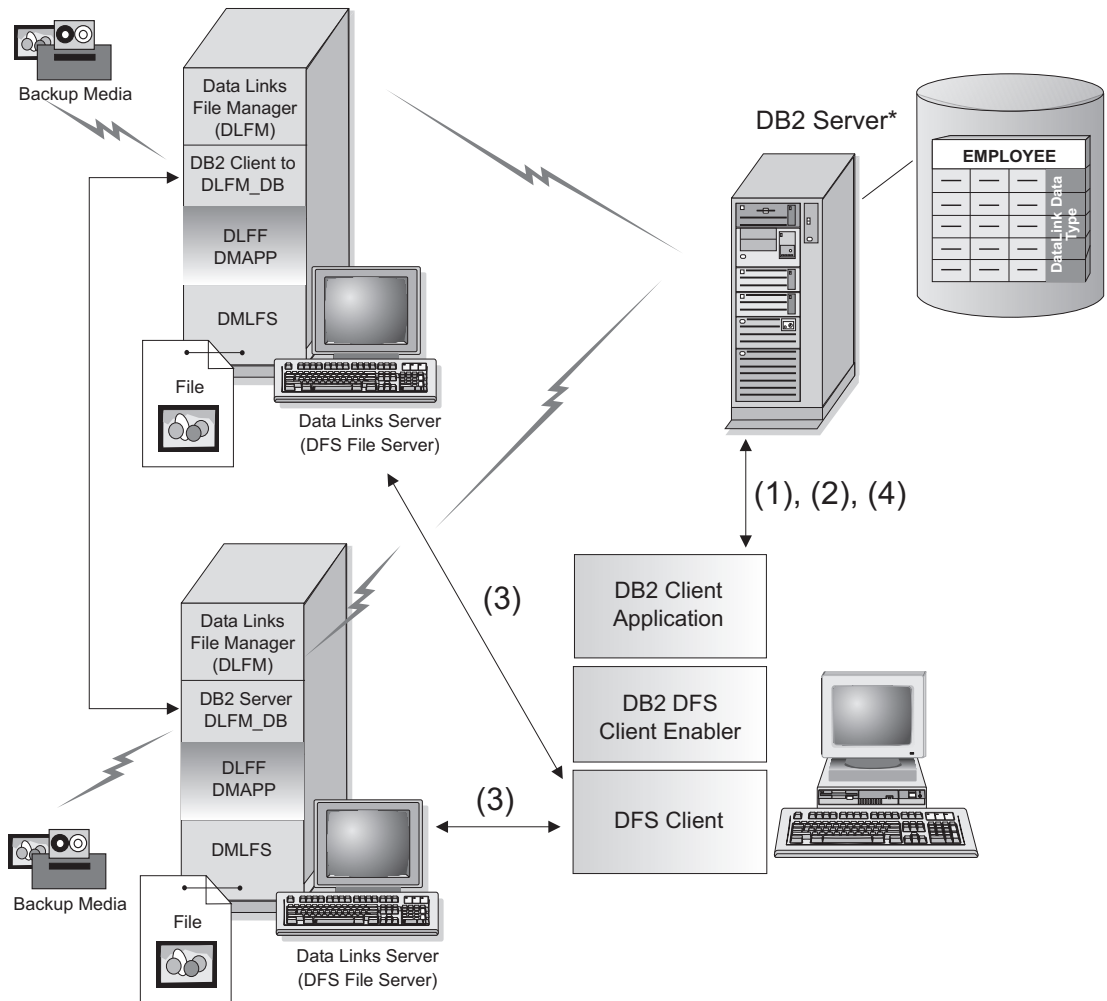 Backup Media
Data Links
File Manager
(DLFM)
DB2 Client to
DLFM_DB
DLFF
DMAPP
DMLFS
File
Data Links Server
(DFS File Server)
DB2 Server*
EMPLOYEE
DataLink Data
Type
(1), (2), (4)
(3)
DB2 Client
Application
DB2 DFS
Client Enabler
DFS Client
(3)
Data Links
File Manager
(DLFM)
DB2 Server
DLFM_DB
DLFF
DMAPP
DMLFS
Backup Media
File
Data Links Server
(DFS File Server)